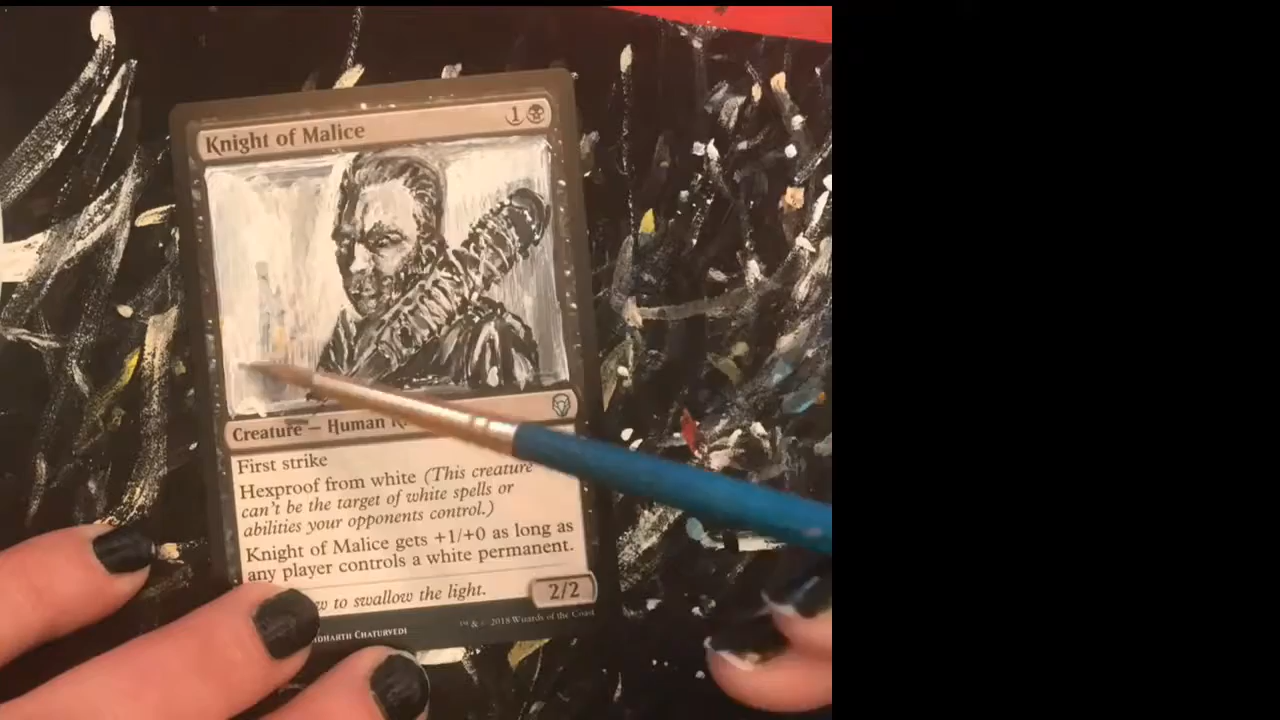 Knight of Malice 1
Creature — Human
First strike
Hexproof from white (This creature
can't be the target of white spells or
abilities your opponents control.)
Knight of Malice gets +1/+0 as long as
any player controls a white permanent.
to swallow the light.
2/2
CHATURVEDI ™ & © 2018 Wizards of the Coast